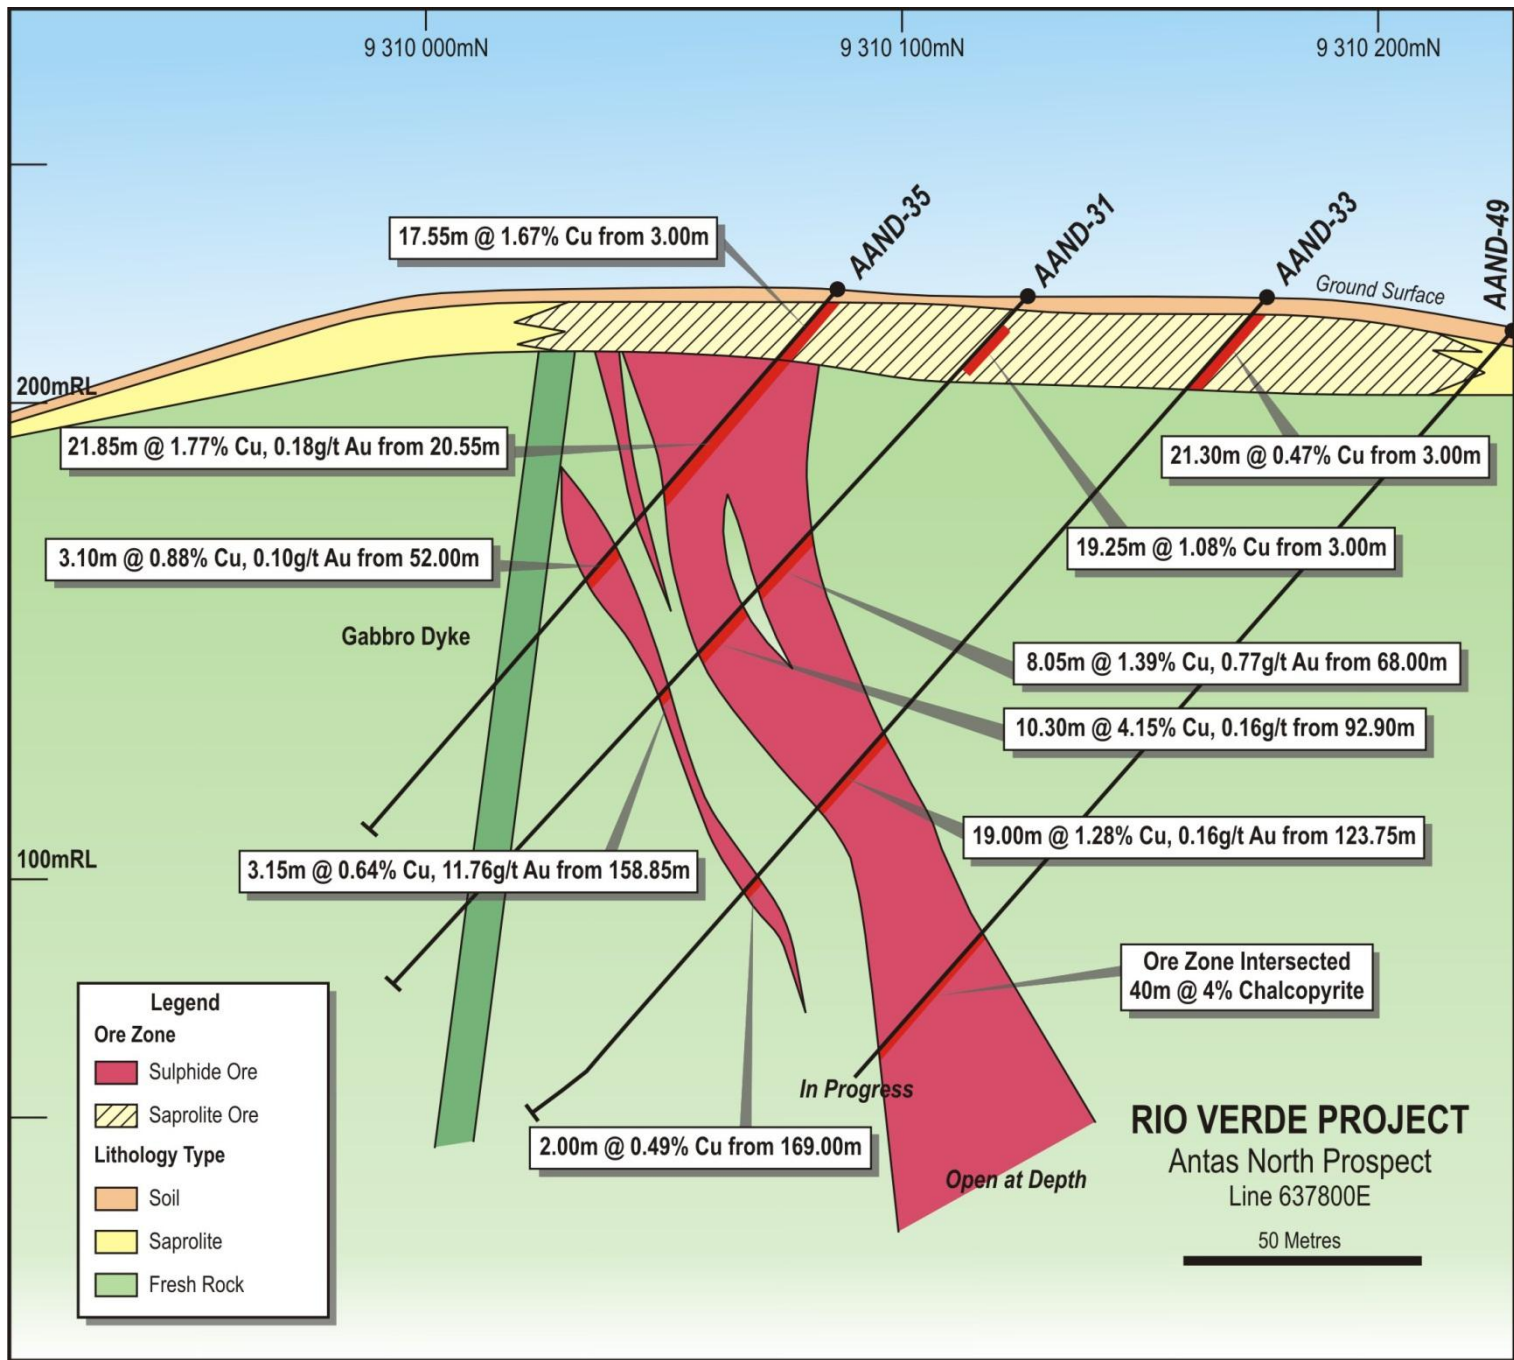 9 310 000mN
9 310 100mN
9 310 200mN
AAND-35
AAND-31
AAND-33
AAND-49
17.55m @ 1.67% Cu from 3.00m
Ground Surface
200mRL
21.85m @ 1.77% Cu, 0.18g/t Au from 20.55m
21.30m @ 0.47% Cu from 3.00m
3.10m @ 0.88% Cu, 0.10g/t Au from 52.00m
19.25m @ 1.08% Cu from 3.00m
Gabbro Dyke
8.05m @ 1.39% Cu, 0.77g/t Au from 68.00m
10.30m @ 4.15% Cu, 0.16g/t from 92.90m
19.00m @ 1.28% Cu, 0.16g/t Au from 123.75m
100mRL
3.15m @ 0.64% Cu, 11.76g/t Au from 158.85m
Ore Zone Intersected
40m @ 4% Chalcopyrite
In Progress
2.00m @ 0.49% Cu from 169.00m
Open at Depth
Legend
Ore Zone
Sulphide Ore
Saprolite Ore
Lithology Type
Soil
Saprolite
Fresh Rock
RIO VERDE PROJECT
Antas North Prospect
Line 637800E
50 Metres